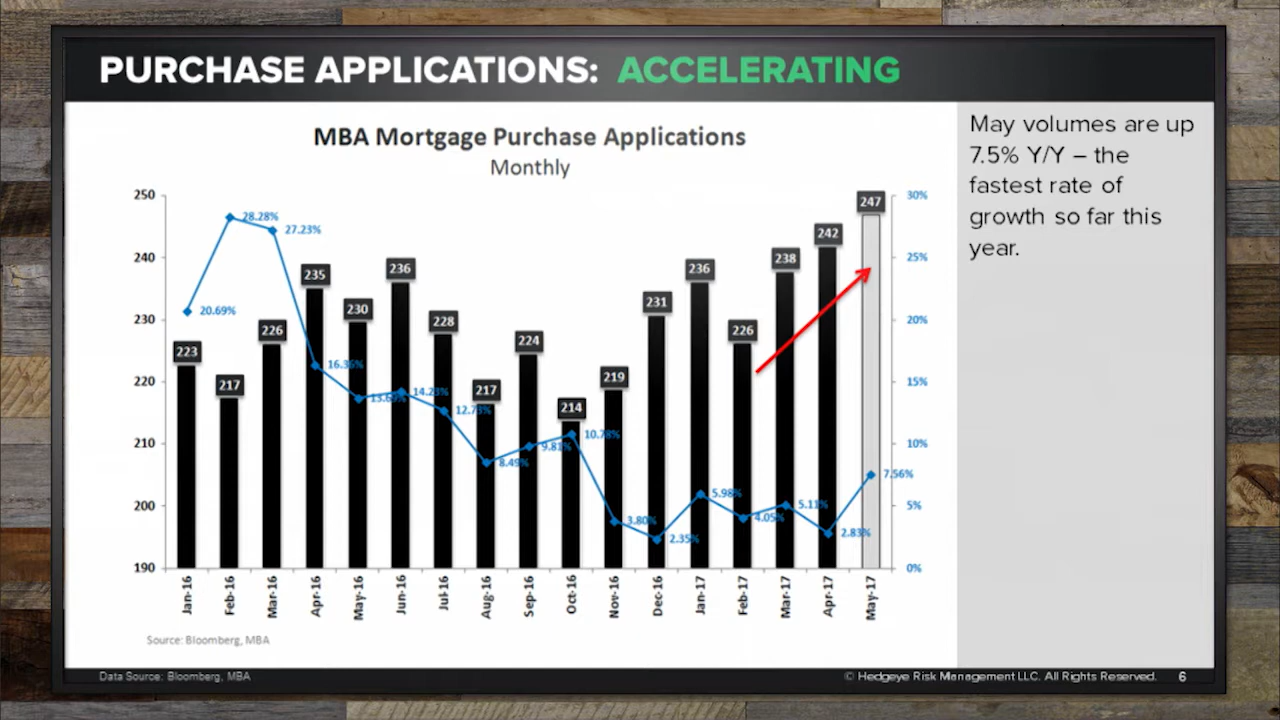 PURCHASE APPLICATIONS: ACCELERATING
MBA Mortgage Purchase Applications
Monthly
May volumes are up
7.5% Y/Y – the
fastest rate of
growth so far this
year.
250
240
230
220
210
200
190
30%
25%
20%
15%
10%
5%
0%
223
217
226
235
230
236
228
217
224
214
219
231
236
226
238
242
247
20.69%
28.28%
27.23%
16.36%
13.69%
14.23%
12.73%
8.49%
9.81%
10.78%
3.80%
2.35%
5.98%
4.05%
5.11%
2.83%
7.56%
Jan-16
Feb-16
Mar-16
Apr-16
May-16
Jun-16
Jul-16
Aug-16
Sep-16
Oct-16
Nov-16
Dec-16
Jan-17
Feb-17
Mar-17
Apr-17
May-17
Source: Bloomberg, MBA
Data Source: Bloomberg, MBA
© Hedgeye Risk Management LLC. All Rights Reserved. 6